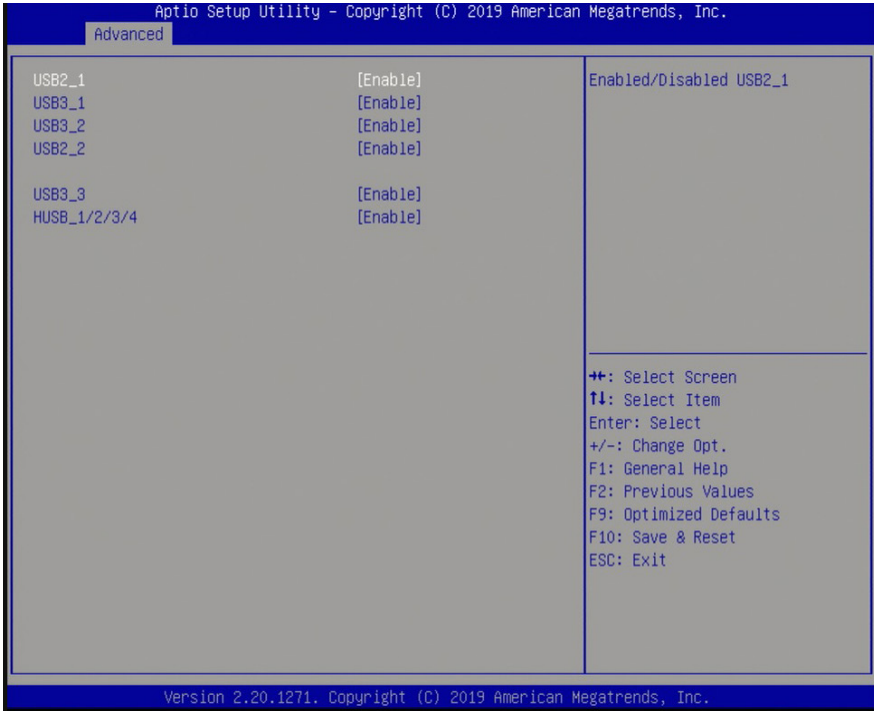 Aptio Setup Utility – Copyright (C) 2019 American Megatrends, Inc.
Advanced
USB2_1 [Enable]
USB3_1 [Enable]
USB3_2 [Enable]
USB2_2 [Enable]
USB3_3 [Enable]
HUSB_1/2/3/4 [Enable]
Enabled/Disabled USB2_1
→←: Select Screen
↑↓: Select Item
Enter: Select
+/-: Change Opt.
F1: General Help
F2: Previous Values
F9: Optimized Defaults
F10: Save & Reset
ESC: Exit
Version 2.20.1271. Copyright (C) 2019 American Megatrends, Inc.